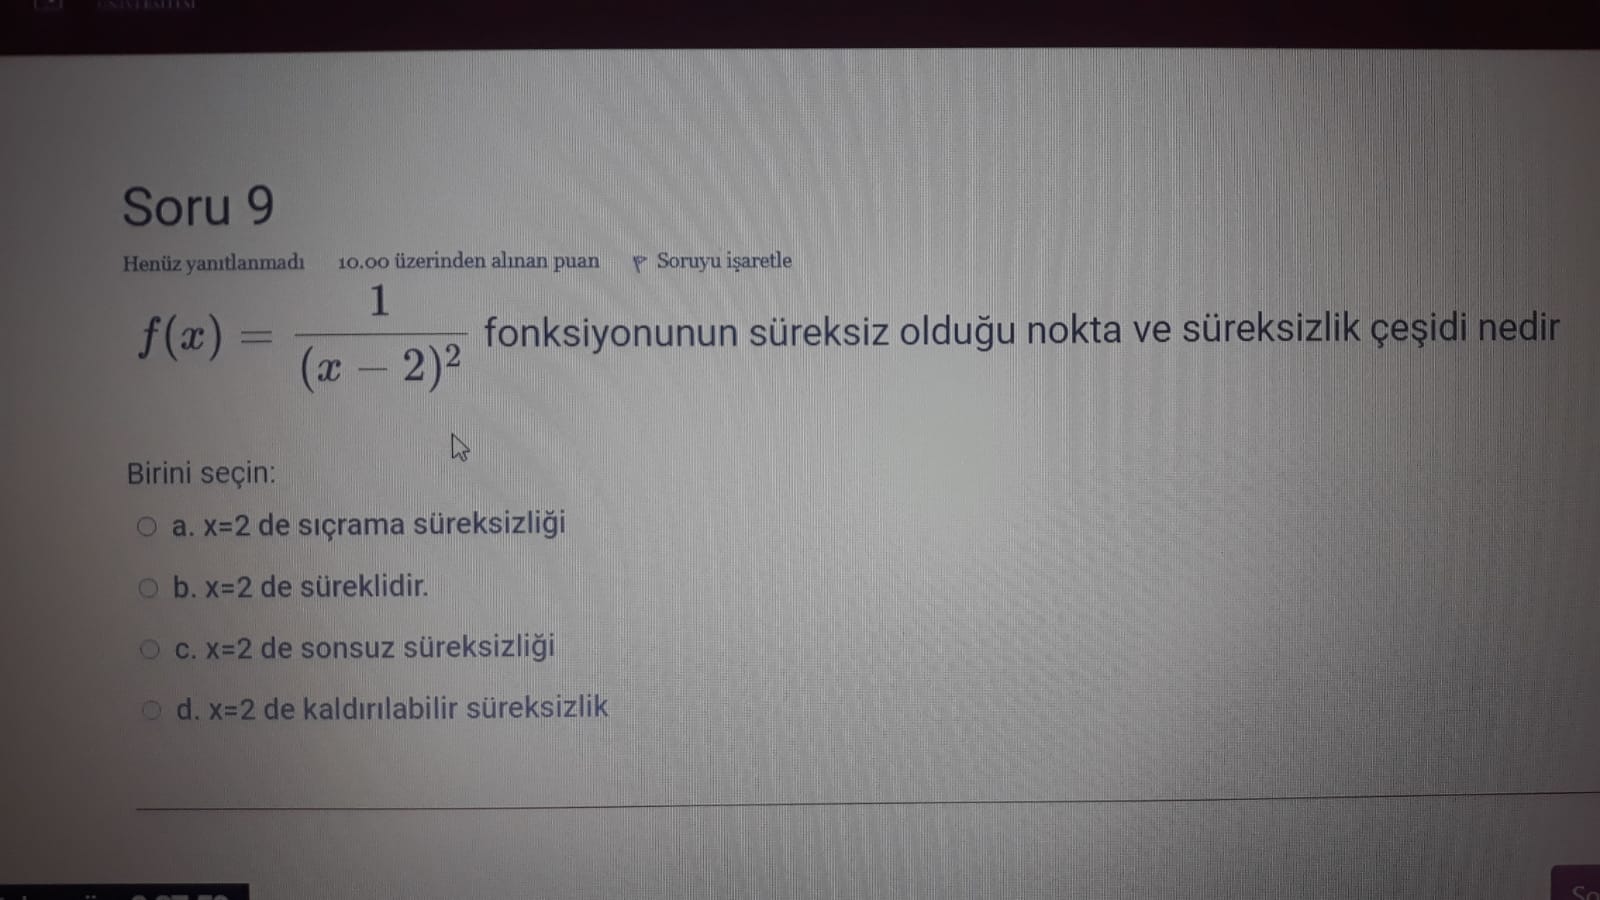 Soru 9
Henüz yanıtlanmadı 10.00 üzerinden alınan puan Soruyu işaretle
f(x) = 1 / (x − 2)² fonksiyonunun süreksiz olduğu nokta ve süreksizlik çeşidi nedir
Birini seçin:
a. x=2 de sıçrama süreksizliği
b. x=2 de süreklidir.
c. x=2 de sonsuz süreksizliği
d. x=2 de kaldırılabilir süreksizlik